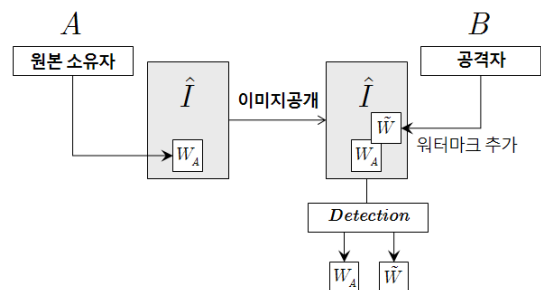 A
B
원본 소유자
공격자
Î
이미지공개
Î
W̃
W_A
W_A
워터마크 추가
Detection
W_A
W̃